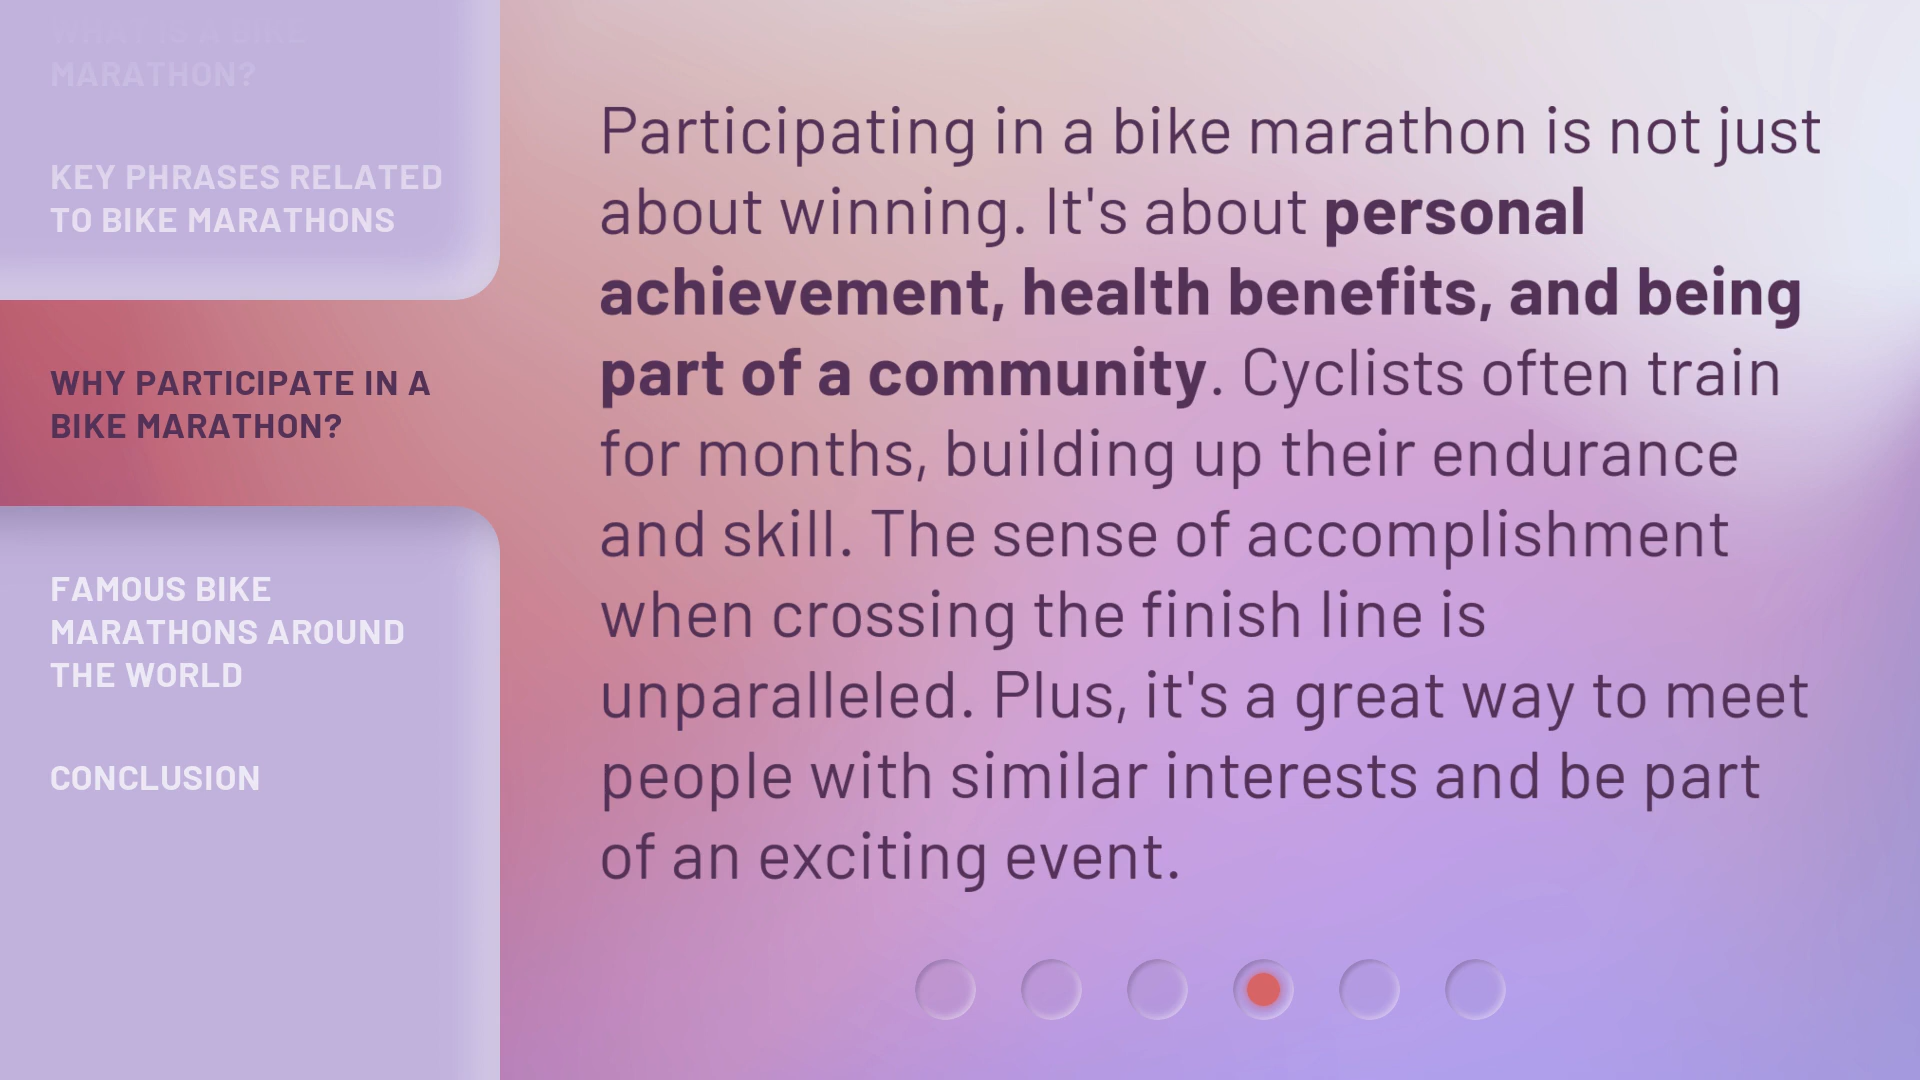 WHAT IS A BIKE
MARATHON?
KEY PHRASES RELATED
TO BIKE MARATHONS
WHY PARTICIPATE IN A
BIKE MARATHON?
FAMOUS BIKE
MARATHONS AROUND
THE WORLD
CONCLUSION
Participating in a bike marathon is not just
about winning. It's about personal
achievement, health benefits, and being
part of a community. Cyclists often train
for months, building up their endurance
and skill. The sense of accomplishment
when crossing the finish line is
unparalleled. Plus, it's a great way to meet
people with similar interests and be part
of an exciting event.